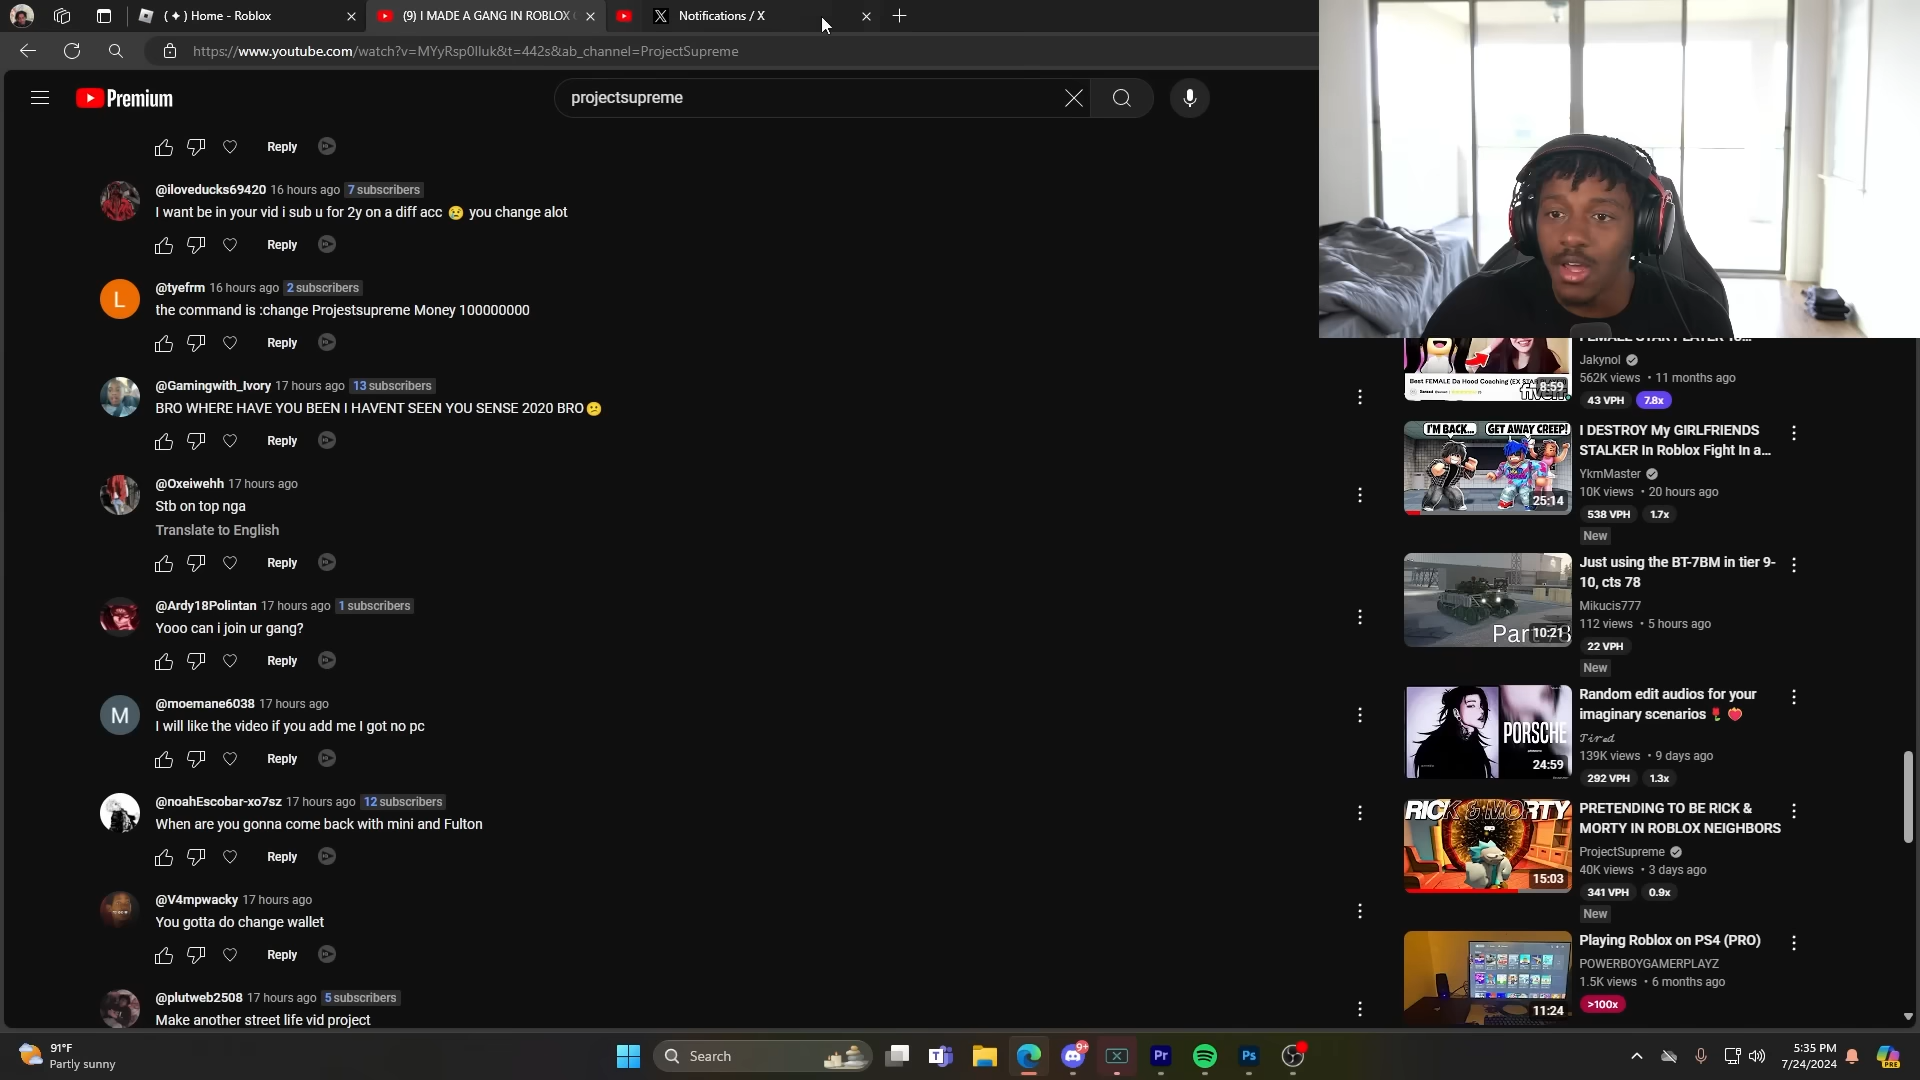 ( ✦ ) Home - Roblox
(9) I MADE A GANG IN ROBLOX
Notifications / X
https://www.youtube.com/watch?v=MYyRsp0lIuk&t=442s&ab_channel=ProjectSupreme
Premium
projectsupreme
Reply
@iloveducks69420 16 hours ago 7 subscribers
I want be in your vid i sub u for 2y on a diff acc 😢 you change alot
Reply
@tyefrm 16 hours ago 2 subscribers
L
the command is :change Projestsupreme Money 100000000
Reply
@Gamingwith_Ivory 17 hours ago 13 subscribers
BRO WHERE HAVE YOU BEEN I HAVENT SEEN YOU SENSE 2020 BRO😕
Reply
@Oxeiwehh 17 hours ago
Stb on top nga
Translate to English
Reply
@Ardy18Polintan 17 hours ago 1 subscribers
Yooo can i join ur gang?
Reply
@moemane6038 17 hours ago
M
I will like the video if you add me I got no pc
Reply
@noahEscobar-xo7sz 17 hours ago 12 subscribers
When are you gonna come back with mini and Fulton
Reply
@V4mpwacky 17 hours ago
You gotta do change wallet
Reply
@plutweb2508 17 hours ago 5 subscribers
Make another street life vid project
Jakynol
562K views • 11 months ago
43 VPH 7.8x
Best FEMALE Da Hood Coaching
fiverr
8:59
I'M BACK... GET AWAY CREEP!
25:14
I DESTROY My GIRLFRIENDS
STALKER In Roblox Fight In a...
YkmMaster
10K views • 20 hours ago
538 VPH 1.7x
New
10:21
Just using the BT-7BM in tier 9-
10, cts 78
Mikucis777
112 views • 5 hours ago
22 VPH
New
PORSCHE
24:59
Random edit audios for your
imaginary scenarios 🌹 🍓
𝓣𝓲𝓻𝓮𝓭
139K views • 9 days ago
292 VPH 1.3x
RICK & MORTY
15:03
PRETENDING TO BE RICK &
MORTY IN ROBLOX NEIGHBORS
ProjectSupreme
40K views • 3 days ago
341 VPH 0.9x
New
11:24
Playing Roblox on PS4 (PRO)
POWERBOYGAMERPLAYZ
1.5K views • 6 months ago
>100x
91°F
Partly sunny
Search
9+
Pr
Ps
5:35 PM
7/24/2024
PRE